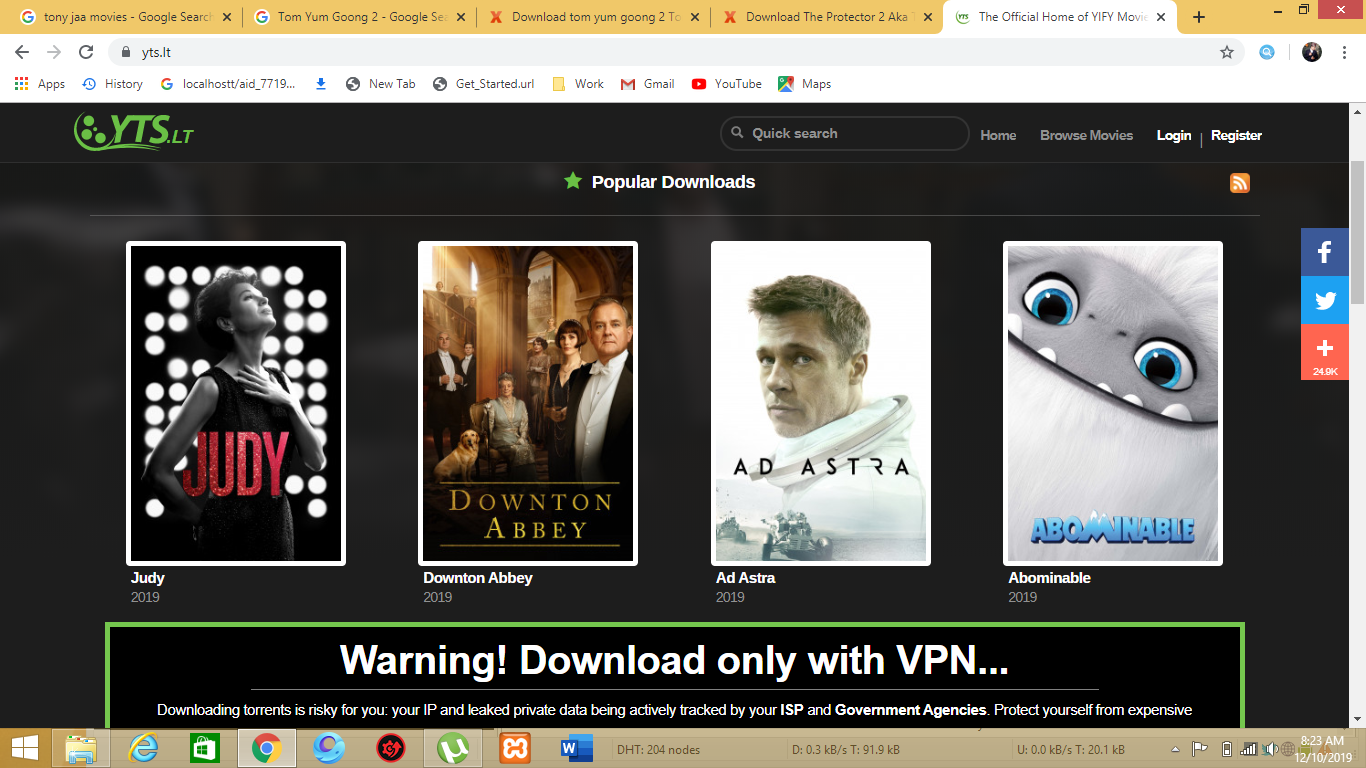 tony jaa movies - Google Search
Tom Yum Goong 2 - Google Sea
Download tom yum goong 2 To
Download The Protector 2 Aka T
The Official Home of YIFY Movie
yts.lt
Apps
History
localhostt/aid_7719...
New Tab
Get_Started.url
Work
Gmail
YouTube
Maps
YTS.LT
Quick search
Home
Browse Movies
Login | Register
Popular Downloads
JUDY
DOWNTON
ABBEY
AD ASTRA
ABOMINABLE
Judy
2019
Downton Abbey
2019
Ad Astra
2019
Abominable
2019
24.9K
Warning! Download only with VPN...
Downloading torrents is risky for you: your IP and leaked private data being actively tracked by your ISP and Government Agencies. Protect yourself from expensive
DHT: 204 nodes
D: 0.3 kB/s T: 91.9 kB
U: 0.0 kB/s T: 20.1 kB
8:23 AM
12/10/2019